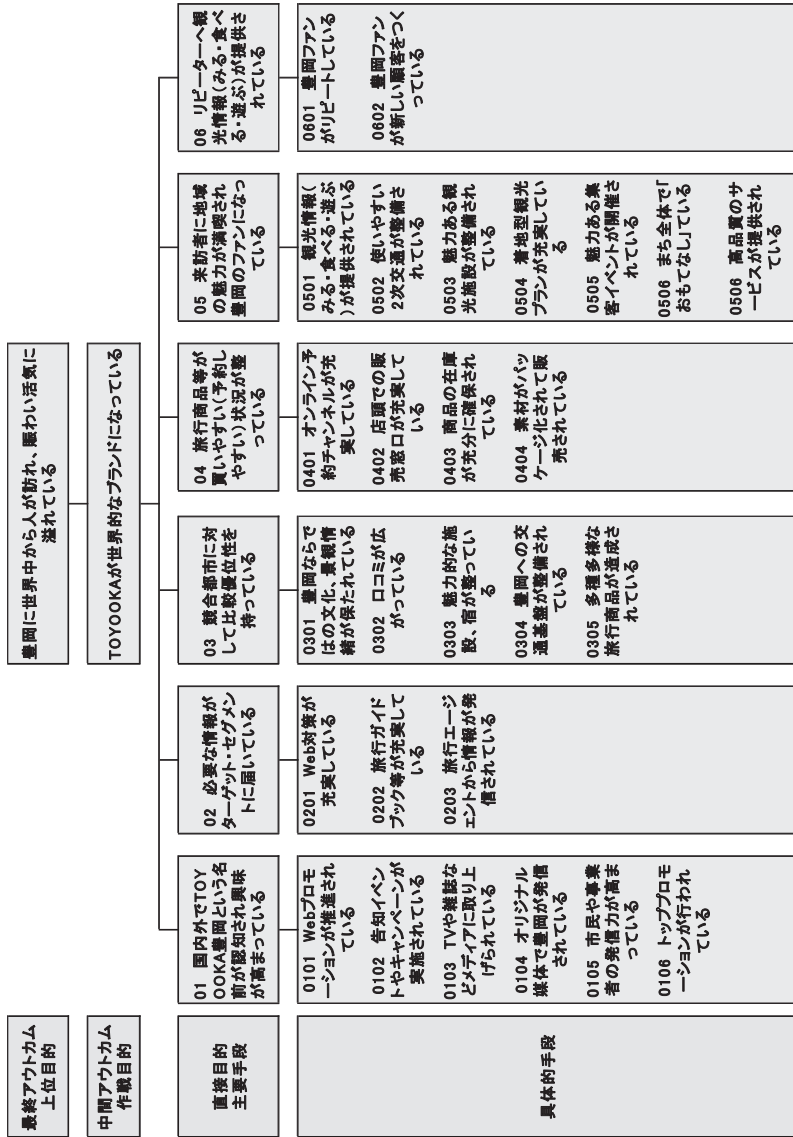 最終アウトカム
上位目的
豊岡に世界中から人が訪れ、賑わい活気に
溢れている
中間アウトカム
作戦目的
TOYOOKAが世界的なブランドになっている
直接目的
主要手段
01 国内外でTOY
OOKA豊岡という名
前が認知され興味
が高まっている
02 必要な情報が
ターゲット・セグメン
トに届いている
03 競合都市に対
して比較優位性を
持っている
04 旅行商品等が
買いやすい(予約し
やすい)状況が整
っている
05 来訪者に地域
の魅力が満喫され
豊岡のファンになっ
ている
06 リピーターへ観
光情報(みる・食べ
る・遊ぶ)が提供さ
れている
具体的手段
0101 Webプロモ
ーションが推進され
ている
0102 告知イベン
トやキャンペーンが
実施されている
0103 TVや雑誌な
どメディアに取り上
げられている
0104 オリジナル
媒体で豊岡が発信
されている
0105 市民や事業
者の発信力が高ま
っている
0106 トッププロモ
ーションが行われ
ている
0201 Web対策が
充実している
0202 旅行ガイド
ブック等が充実して
いる
0203 旅行エージ
ェントから情報が発
信されている
0301 豊岡ならで
はの文化、景観情
緒が保たれている
0302 口コミが広
がっている
0303 魅力的な施
設、宿が整ってい
る
0304 豊岡への交
通基盤が整備され
ている
0305 多種多様な
旅行商品が造成さ
れている
0401 オンライン予
約チャンネルが充
実している
0402 店頭での販
売窓口が充実して
いる
0403 商品の在庫
が充分に確保され
ている
0404 素材がパッ
ケージ化されて販
売されている
0501 観光情報(
みる・食べる・遊ぶ
)が提供されている
0502 使いやすい
2次交通が整備さ
れている
0503 魅力ある観
光施設が整備され
ている
0504 着地型観光
プランが充実してい
る
0505 魅力ある集
客イベントが開催さ
れている
0506 まち全体で「
おもてなし」ている
0506 高品質のサ
ービスが提供され
ている
0601 豊岡ファン
がリピートしている
0602 豊岡ファン
が新しい顧客をつく
っている